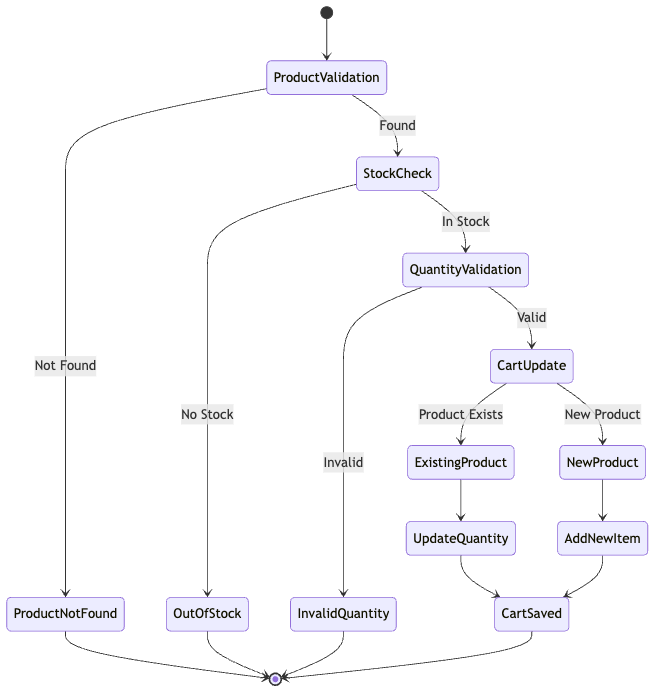 ProductValidation
Found
StockCheck
In Stock
QuantityValidation
Valid
Not Found
CartUpdate
No Stock
Product Exists
New Product
Invalid
ExistingProduct
NewProduct
UpdateQuantity
AddNewItem
ProductNotFound
OutOfStock
InvalidQuantity
CartSaved